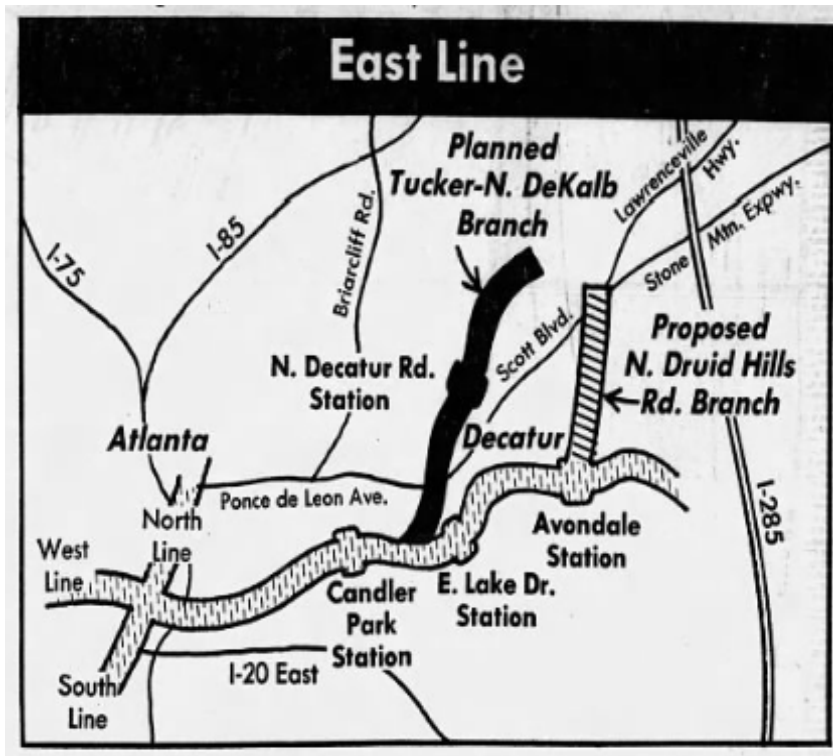 East Line
Planned
Tucker-N. DeKalb
Branch
Lawrenceville
Hwy.
Stone Mtn. Expwy.
I-75
I-85
Briarcliff Rd.
N. Decatur Rd.
Station
Scott Blvd.
Proposed
N. Druid Hills
Rd. Branch
Atlanta
Decatur
Ponce de Leon Ave.
North
Line
West
Line
Avondale
Station
I-285
Candler
Park
Station
E. Lake Dr.
Station
I-20 East
South
Line